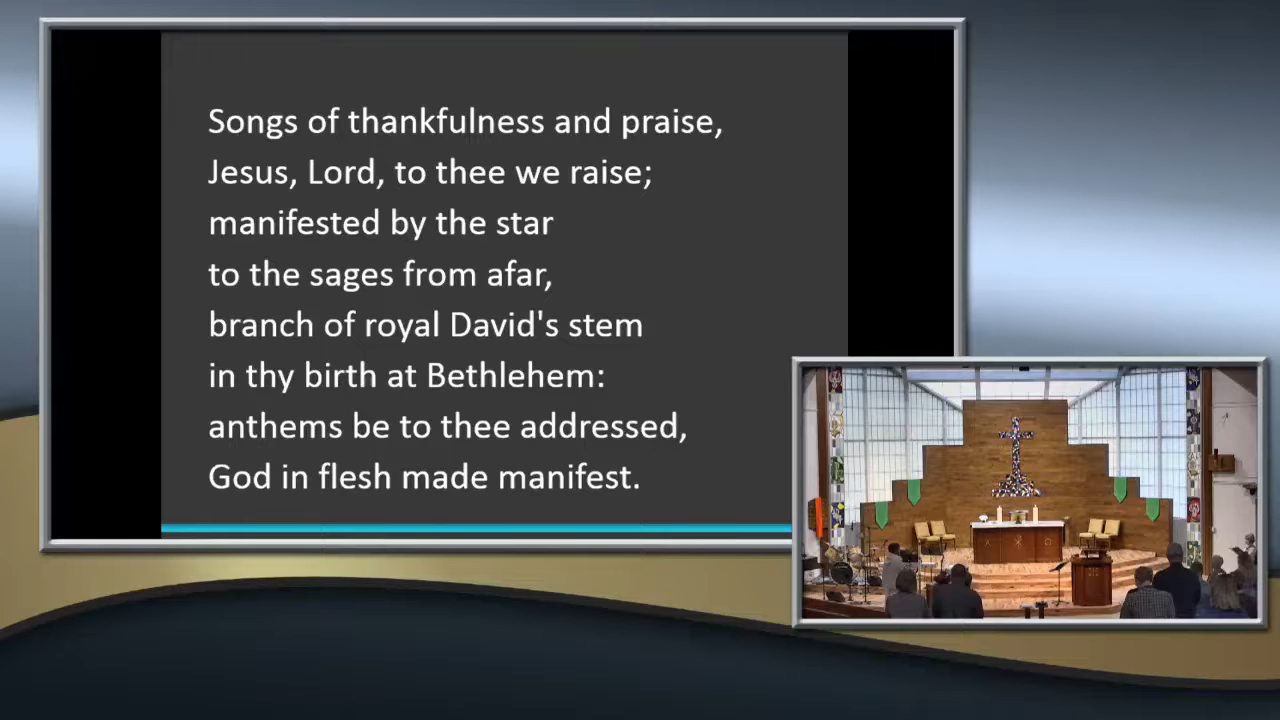 Songs of thankfulness and praise,
Jesus, Lord, to thee we raise;
manifested by the star
to the sages from afar,
branch of royal David's stem
in thy birth at Bethlehem:
anthems be to thee addressed,
God in flesh made manifest.